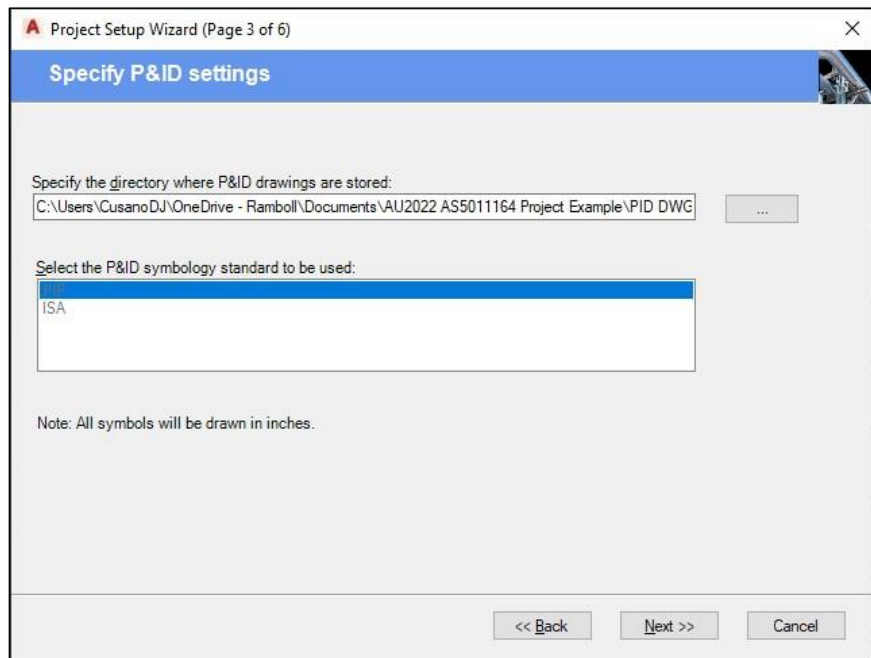 Project Setup Wizard (Page 3 of 6)
Specify P&ID settings
Specify the directory where P&ID drawings are stored:
C:\Users\CusanoDJ\OneDrive - Ramboll\Documents\AU2022 AS5011164 Project Example\PID DWG
...
Select the P&ID symbology standard to be used:
PIP
ISA
Note: All symbols will be drawn in inches.
<< Back Next >> Cancel